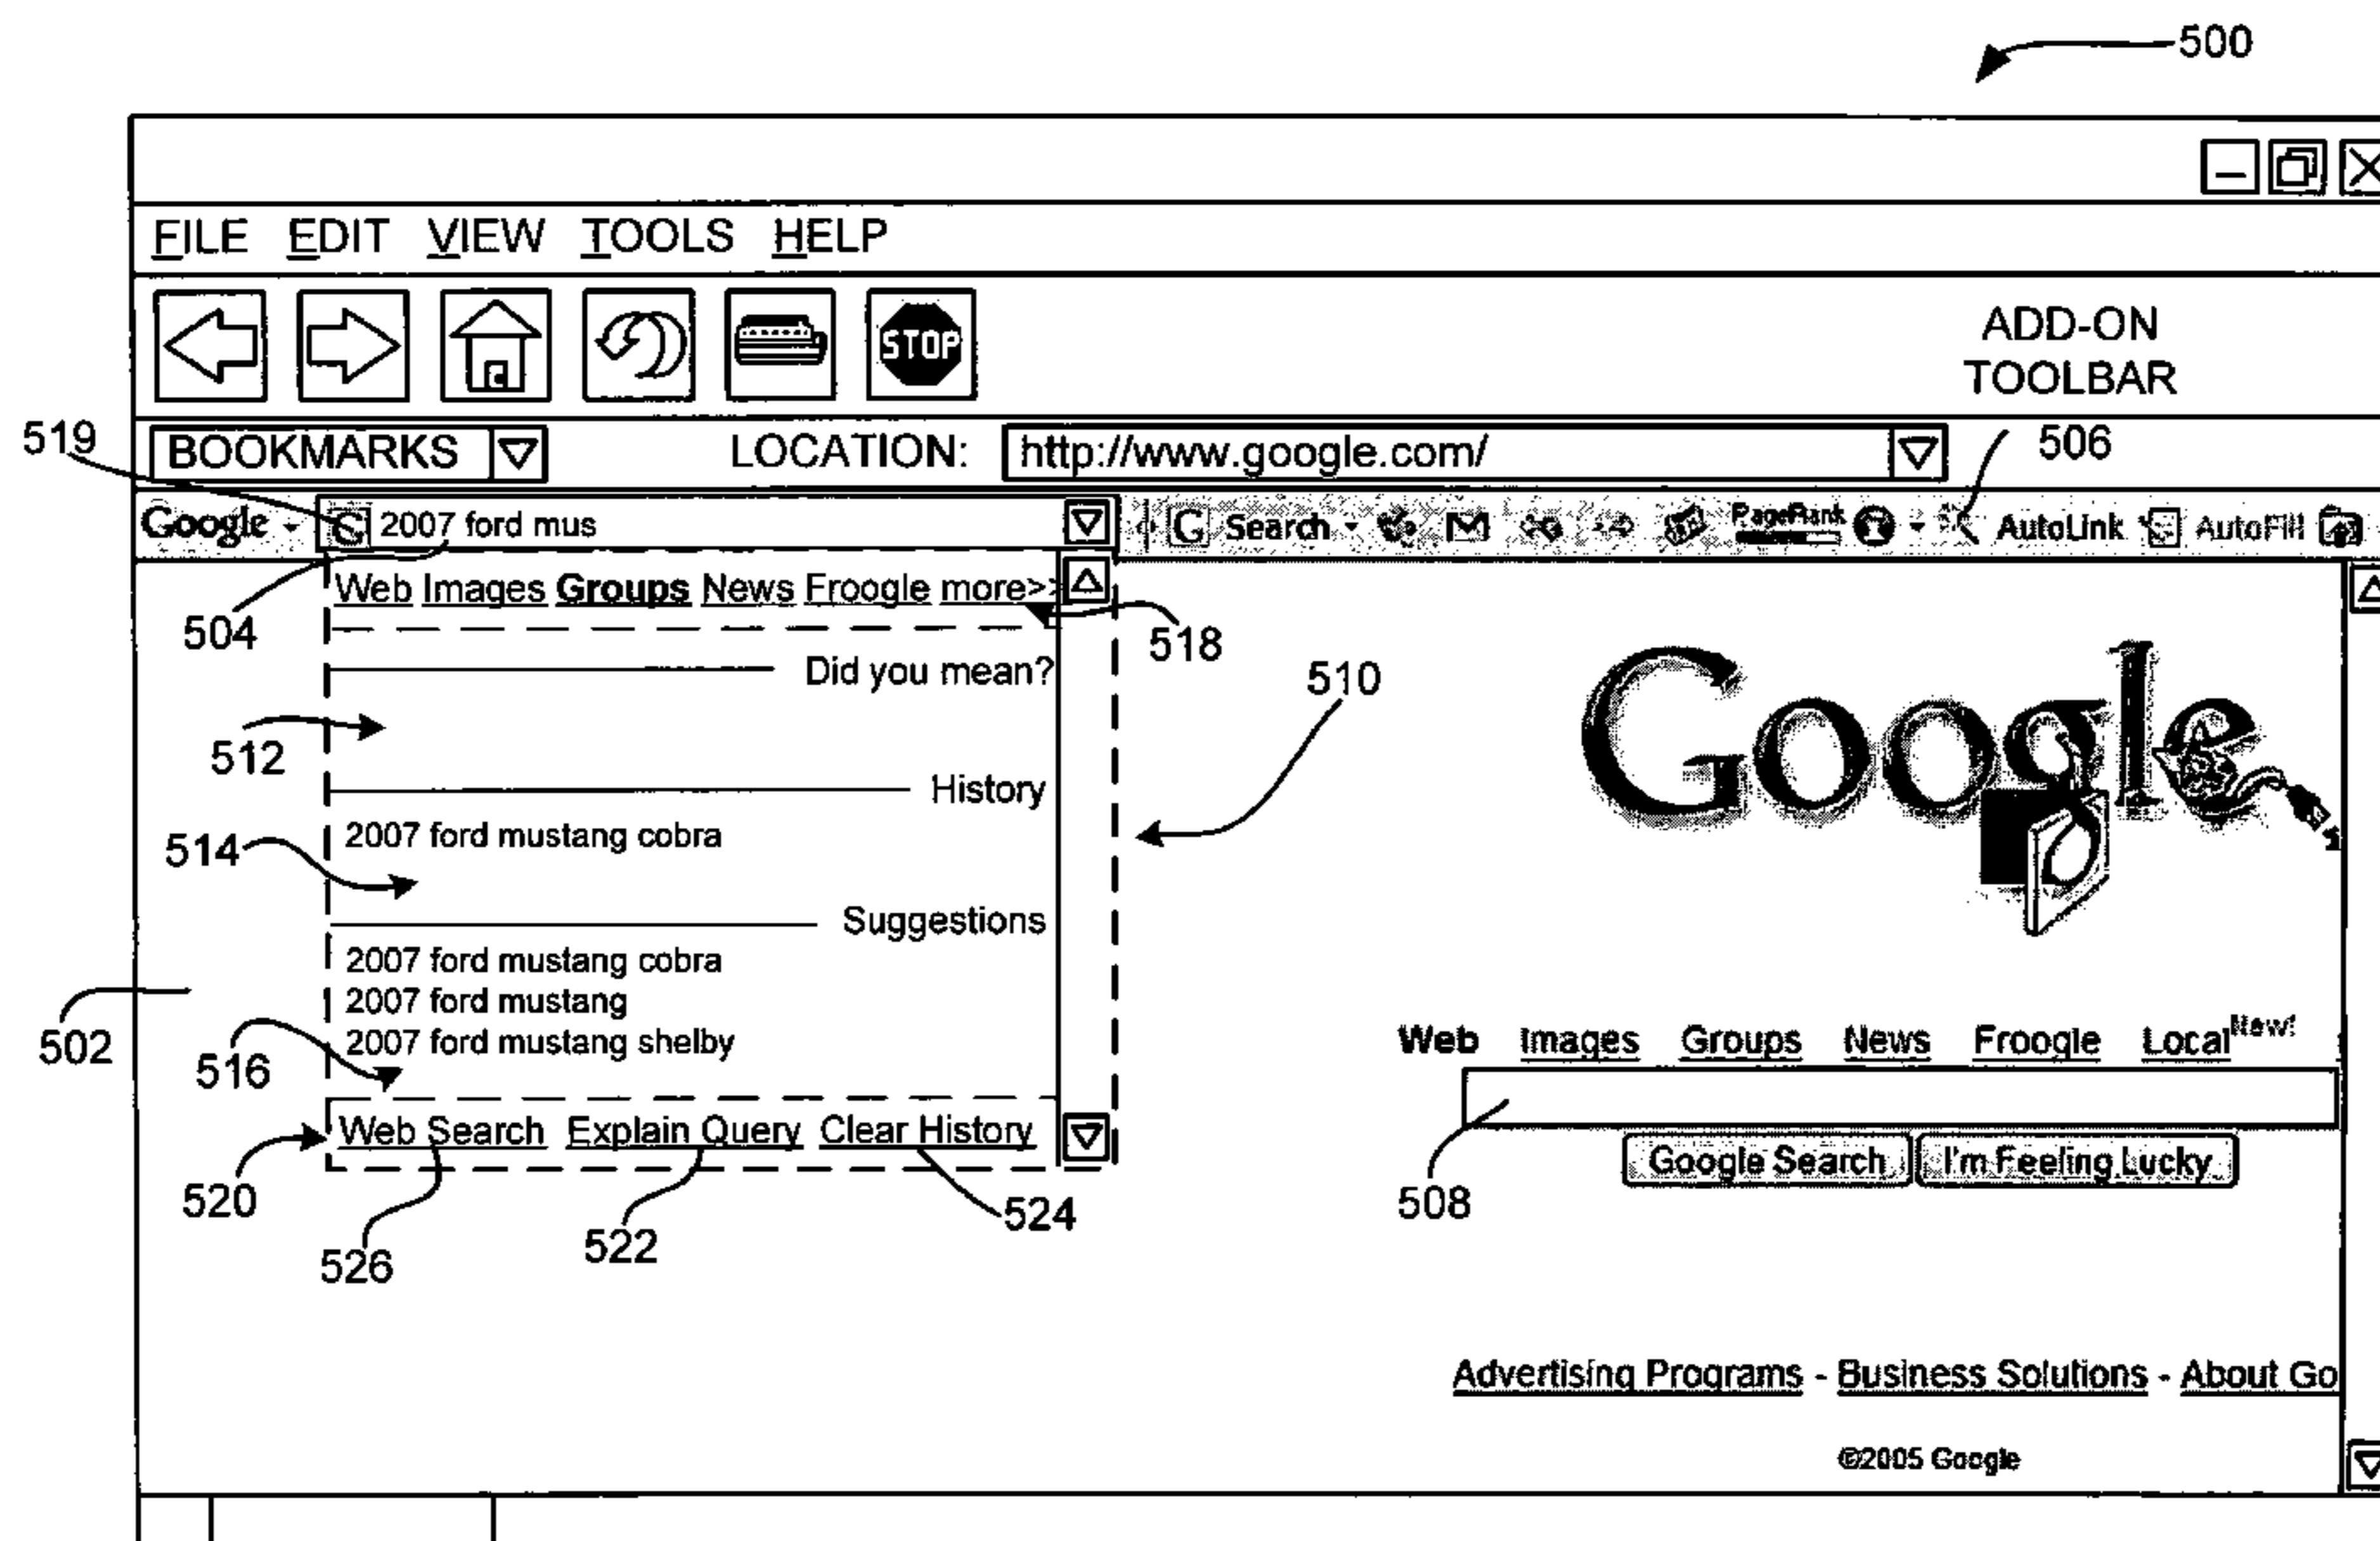 500
FILE EDIT VIEW TOOLS HELP
STOP
ADD-ON
TOOLBAR
519
BOOKMARKS LOCATION: http://www.google.com/ 506
Google G 2007 ford mus G Search PageRank AutoLink AutoFill
Web Images Groups News Froogle more>>
504
518
Did you mean?
510
Google
512
History
2007 ford mustang cobra
514
Suggestions
2007 ford mustang cobra
2007 ford mustang
2007 ford mustang shelby
502
516
Web Images Groups News Froogle Local New!
Web Search Explain Query Clear History
Google Search I'm Feeling Lucky
520
508
524
526
522
Advertising Programs - Business Solutions - About Go
©2005 Google